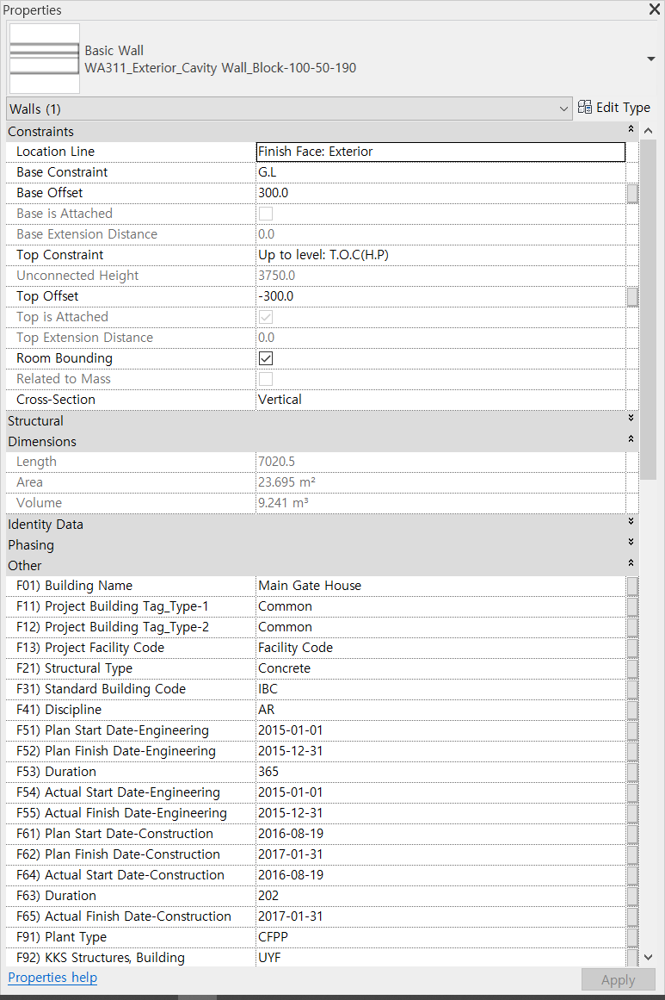 Properties
Basic Wall
WA311_Exterior_Cavity Wall_Block-100-50-190
Walls (1)
Edit Type
Constraints
Location Line Finish Face: Exterior
Base Constraint G.L
Base Offset 300.0
Base is Attached
Base Extension Distance 0.0
Top Constraint Up to level: T.O.C(H.P)
Unconnected Height 3750.0
Top Offset -300.0
Top is Attached
Top Extension Distance 0.0
Room Bounding
Related to Mass
Cross-Section Vertical
Structural
Dimensions
Length 7020.5
Area 23.695 m²
Volume 9.241 m³
Identity Data
Phasing
Other
F01) Building Name Main Gate House
F11) Project Building Tag_Type-1 Common
F12) Project Building Tag_Type-2 Common
F13) Project Facility Code Facility Code
F21) Structural Type Concrete
F31) Standard Building Code IBC
F41) Discipline AR
F51) Plan Start Date-Engineering 2015-01-01
F52) Plan Finish Date-Engineering 2015-12-31
F53) Duration 365
F54) Actual Start Date-Engineering 2015-01-01
F55) Actual Finish Date-Engineering 2015-12-31
F61) Plan Start Date-Construction 2016-08-19
F62) Plan Finish Date-Construction 2017-01-31
F64) Actual Start Date-Construction 2016-08-19
F63) Duration 202
F65) Actual Finish Date-Construction 2017-01-31
F91) Plant Type CFPP
F92) KKS Structures, Building UYF
Properties help
Apply